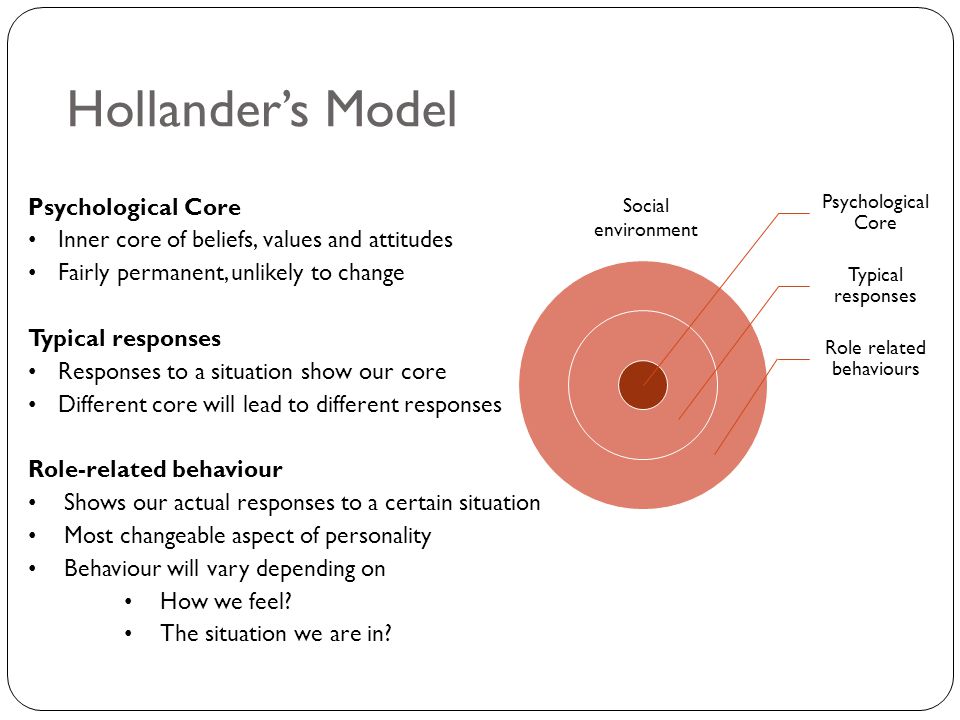 Hollander’s Model
Psychological Core
• Inner core of beliefs, values and attitudes
• Fairly permanent, unlikely to change
Typical responses
• Responses to a situation show our core
• Different core will lead to different responses
Role-related behaviour
• Shows our actual responses to a certain situation
• Most changeable aspect of personality
• Behaviour will vary depending on
• How we feel?
• The situation we are in?
Social
environment
Psychological
Core
Typical
responses
Role related
behaviours